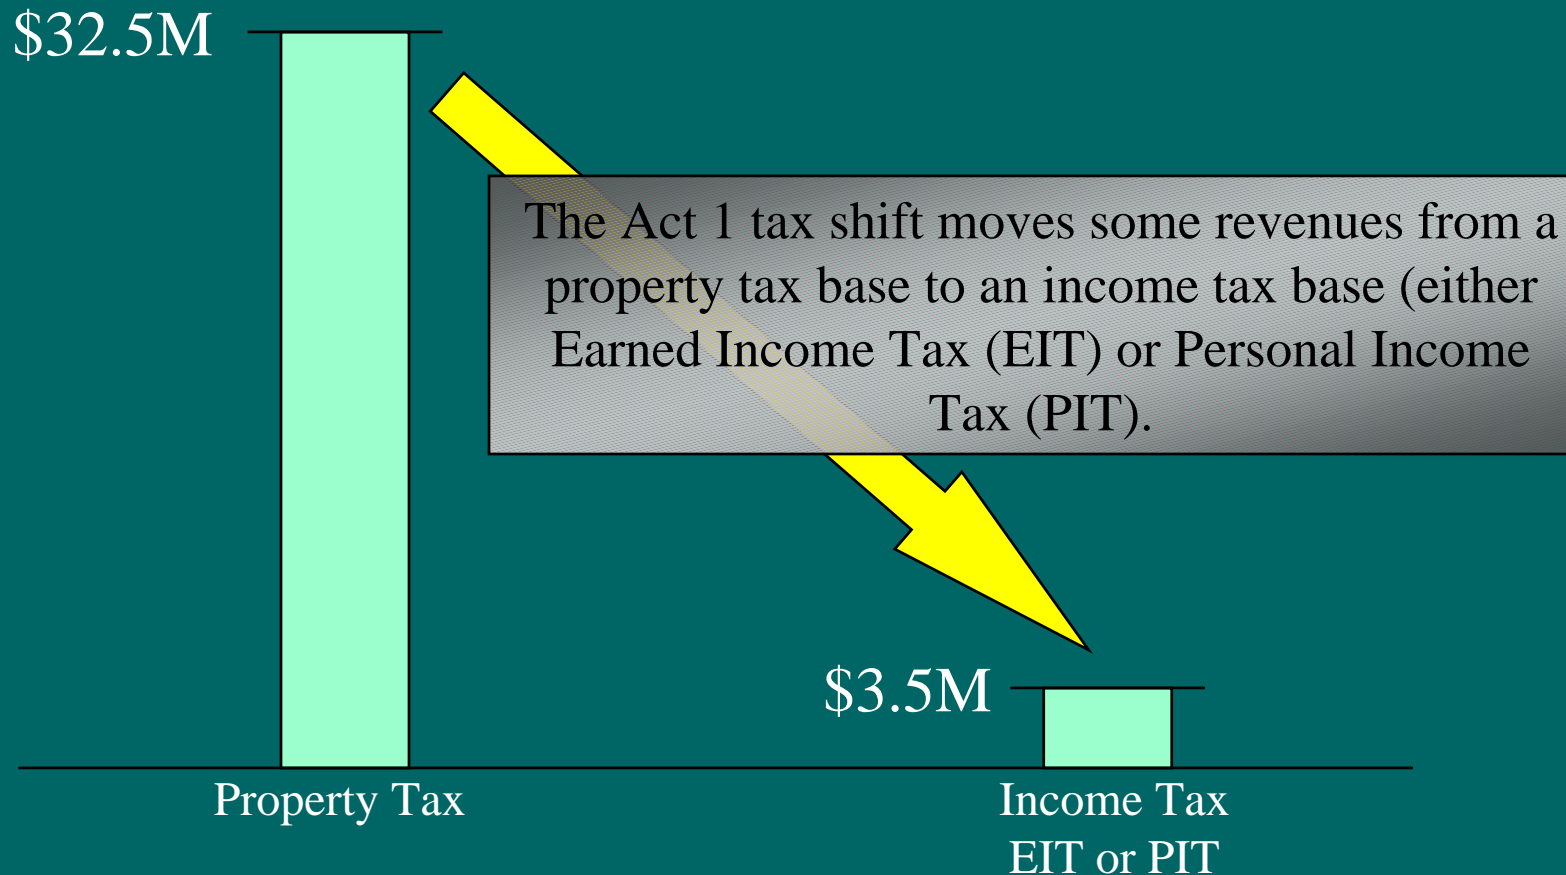 $32.5M
The Act 1 tax shift moves some revenues from a
property tax base to an income tax base (either
Earned Income Tax (EIT) or Personal Income
Tax (PIT).
$3.5M
Property Tax
Income Tax
EIT or PIT